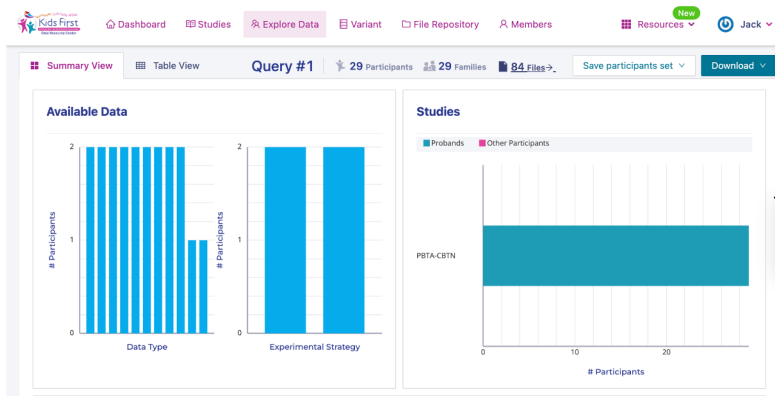 Kids First
Dashboard
Studies
Explore Data
Variant
File Repository
Members
New
Resources
Jack
Summary View
Table View
Query #1
29 Participants
29 Families
84 Files→
Save participants set
Download
Available Data
2
1
0
# Participants
Data Type
2
1
0
# Participants
Experimental Strategy
Studies
Probands
Other Participants
PBTA-CBTN
0
10
20
# Participants